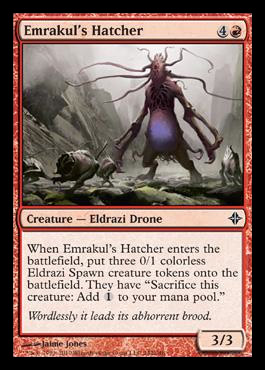 Emrakul's Hatcher 4
Creature — Eldrazi Drone
When Emrakul's Hatcher enters the
battlefield, put three 0/1 colorless
Eldrazi Spawn creature tokens onto the
battlefield. They have “Sacrifice this
creature: Add 1 to your mana pool.”
Wordlessly it leads its abhorrent brood.
3/3
Jaime Jones